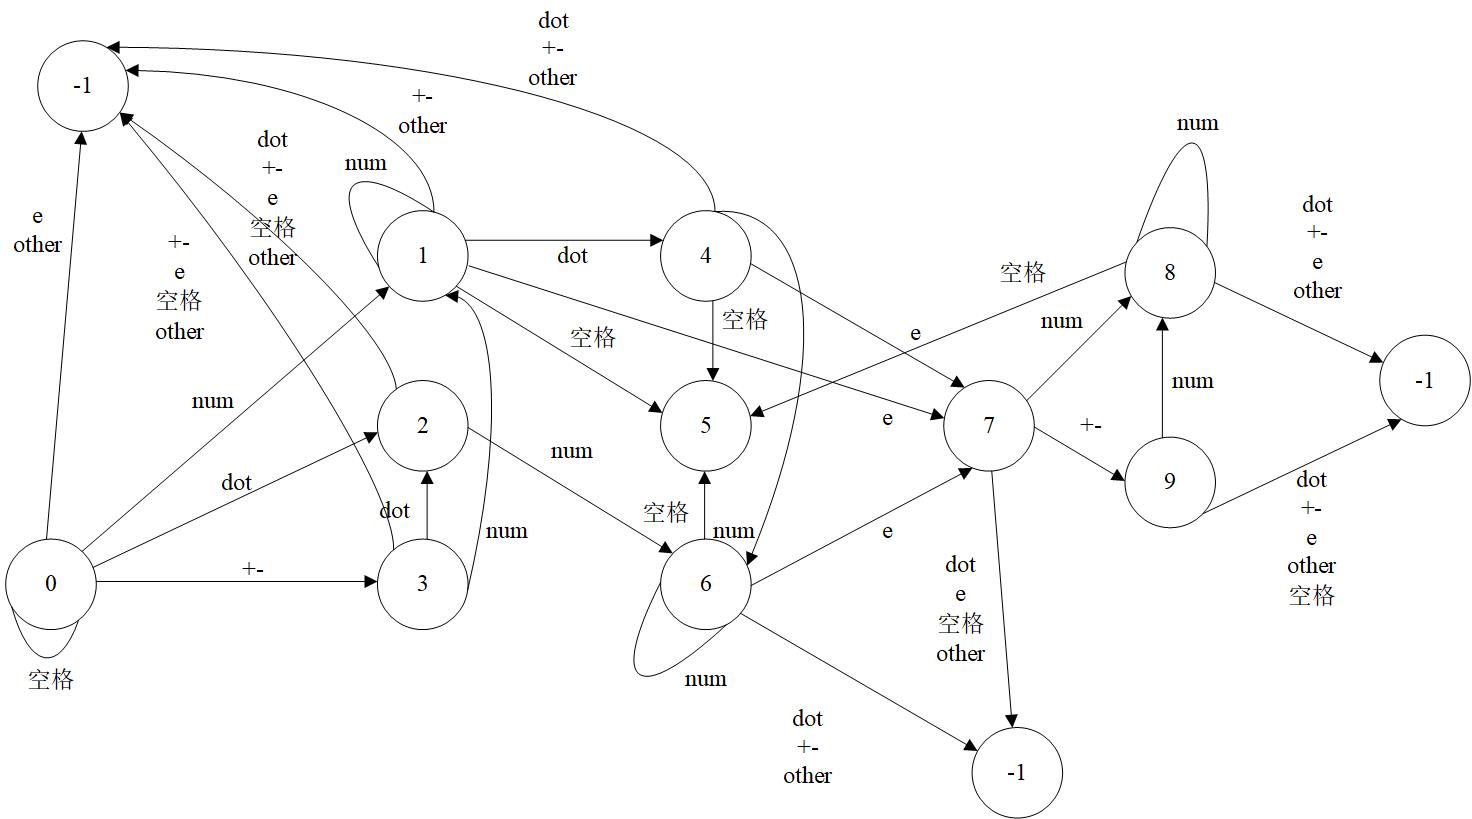 dot
+-
other
-1
+-
other
num
dot
+-
e
空格
other
num
e
other
+-
e
空格
other
1
dot
4
空格
8
dot
+-
e
other
空格
空格
e
num
num
-1
num
2
5
e
7
+-
9
dot
num
空格
dot
num
num
e
dot
+-
e
other
空格
0
+-
3
6
dot
e
空格
other
空格
num
dot
+-
other
-1